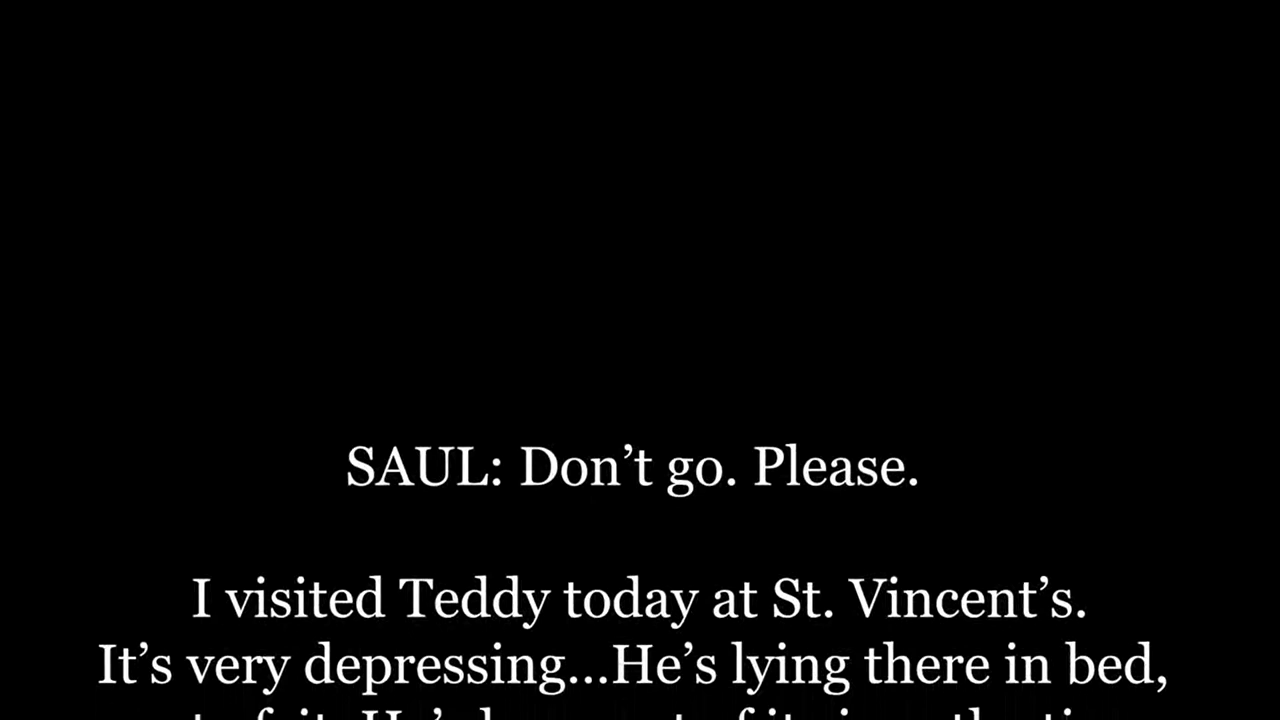 SAUL: Don’t go. Please.
I visited Teddy today at St. Vincent’s.
It’s very depressing...He’s lying there in bed,